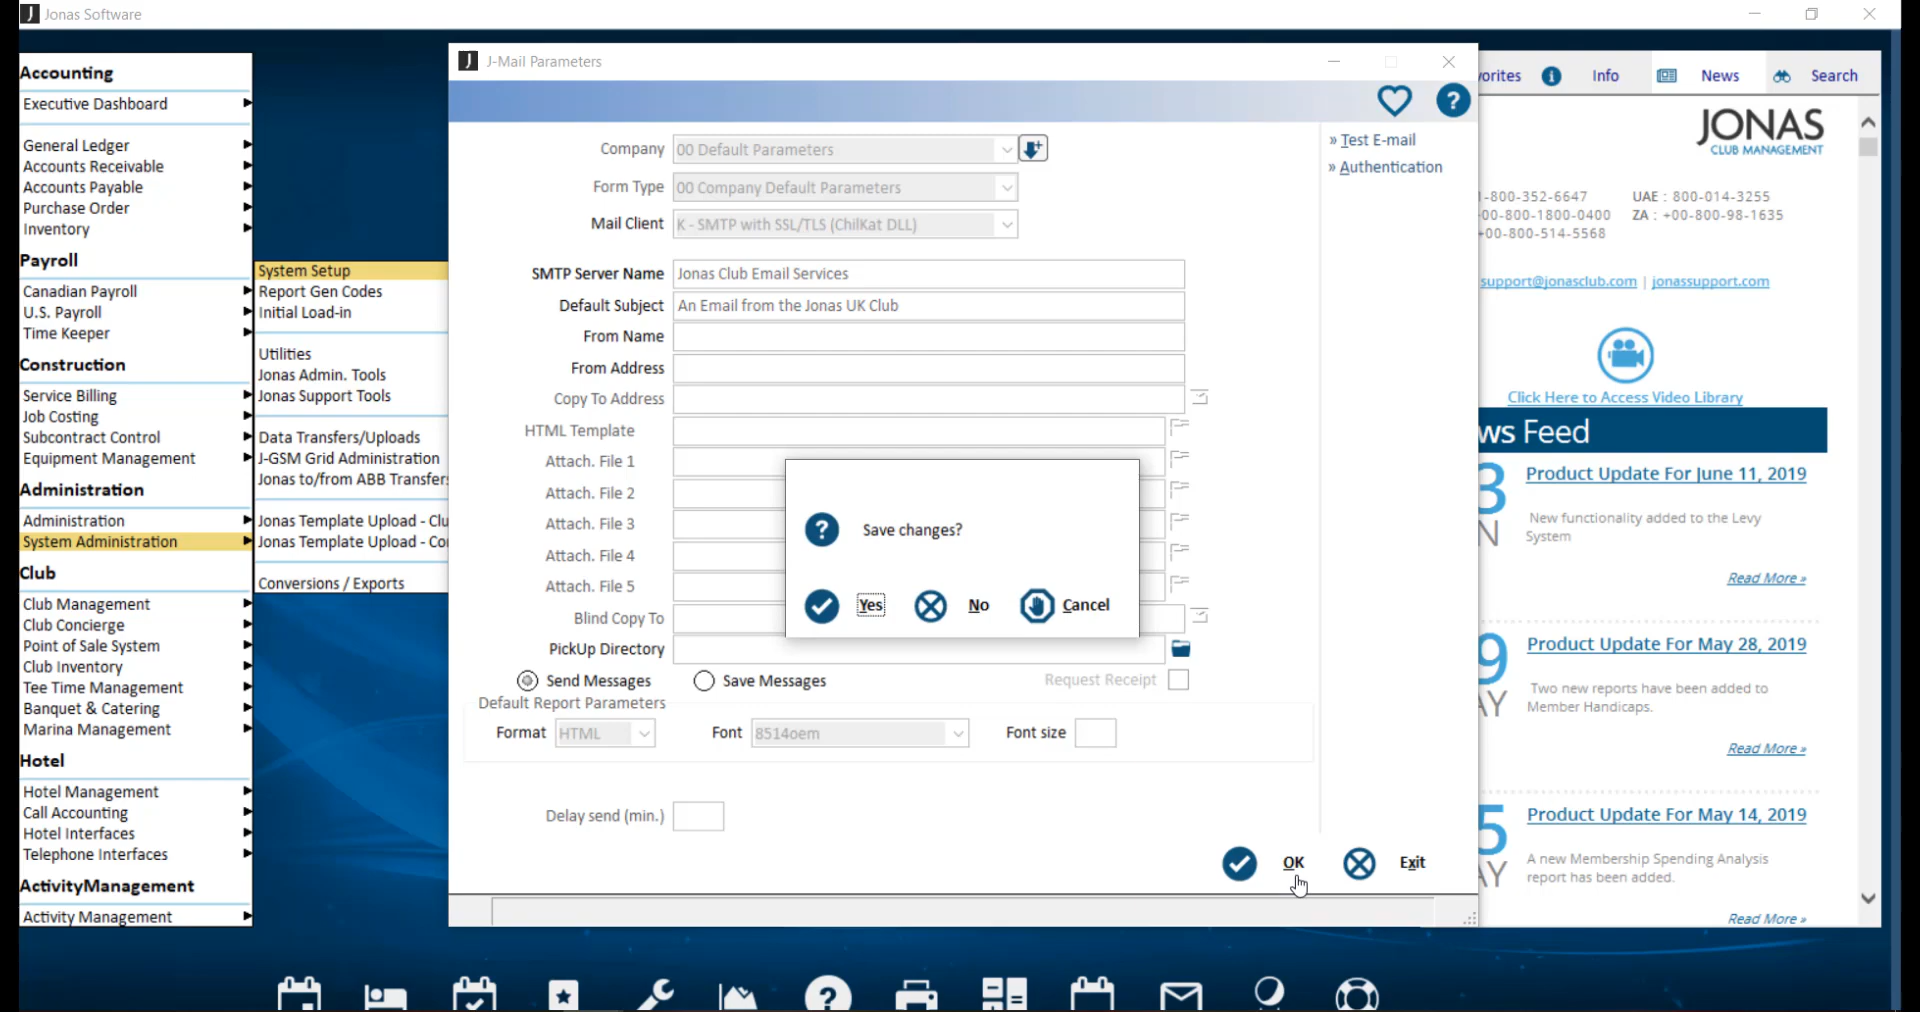 Jonas Software
Accounting
Executive Dashboard
General Ledger
Accounts Receivable
Accounts Payable
Purchase Order
Inventory
Payroll
Canadian Payroll
U.S. Payroll
Time Keeper
Construction
Service Billing
Job Costing
Subcontract Control
Equipment Management
Administration
Administration
System Administration
Club
Club Management
Club Concierge
Point of Sale System
Club Inventory
Tee Time Management
Banquet & Catering
Marina Management
Hotel
Hotel Management
Call Accounting
Hotel Interfaces
Telephone Interfaces
ActivityManagement
Activity Management
System Setup
Report Gen Codes
Initial Load-in
Utilities
Jonas Admin. Tools
Jonas Support Tools
Data Transfers/Uploads
J-GSM Grid Administration
Jonas to/from ABB Transfers
Jonas Template Upload - Clu
Jonas Template Upload - Co
Conversions / Exports
J-Mail Parameters
Company 00 Default Parameters
Form Type 00 Company Default Parameters
Mail Client K - SMTP with SSL/TLS (ChilKat DLL)
SMTP Server Name Jonas Club Email Services
Default Subject An Email from the Jonas UK Club
From Name
From Address
Copy To Address
HTML Template
Attach. File 1
Attach. File 2
Attach. File 3
Attach. File 4
Attach. File 5
Blind Copy To
PickUp Directory
Send Messages Save Messages Request Receipt
Default Report Parameters
Format HTML Font 8514oem Font size
Delay send (min.)
OK Exit
» Test E-mail
» Authentication
Save changes?
Yes No Cancel
vorites Info News Search
JONAS
CLUB MANAGEMENT
1-800-352-6647 UAE : 800-014-3255
00-800-1800-0400 ZA : +00-800-98-1635
+00-800-514-5568
support@jonasclub.com | jonassupport.com
Click Here to Access Video Library
ws Feed
3
N
Product Update For June 11, 2019
New functionality added to the Levy
System
Read More »
9
AY
Product Update For May 28, 2019
Two new reports have been added to
Member Handicaps.
Read More »
5
AY
Product Update For May 14, 2019
A new Membership Spending Analysis
report has been added.
Read More »